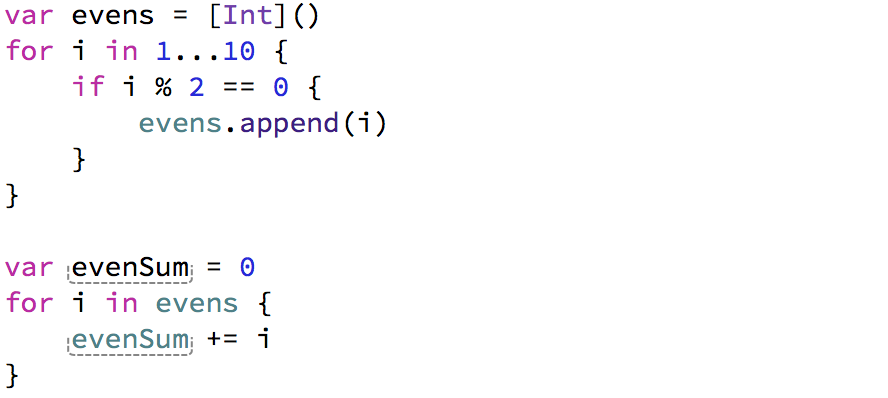 var evens = [Int]()
for i in 1...10 {
    if i % 2 == 0 {
        evens.append(i)
    }
}

var evenSum = 0
for i in evens {
    evenSum += i
}